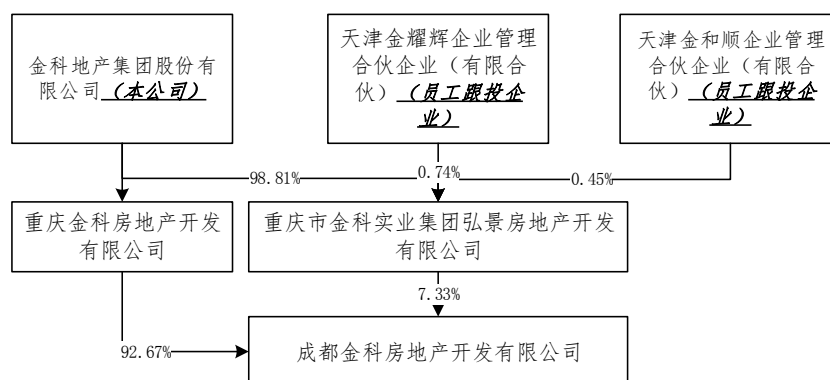 金科地产集团股份有
限公司（本公司）
天津金耀辉企业管理
合伙企业（有限合
伙）（员工跟投企
业）
天津金和顺企业管理
合伙企业（有限合
伙）（员工跟投企
业）
98.81%
0.74%
0.45%
重庆金科房地产开发
有限公司
重庆市金科实业集团弘景房地产开发
有限公司
7.33%
92.67%
成都金科房地产开发有限公司